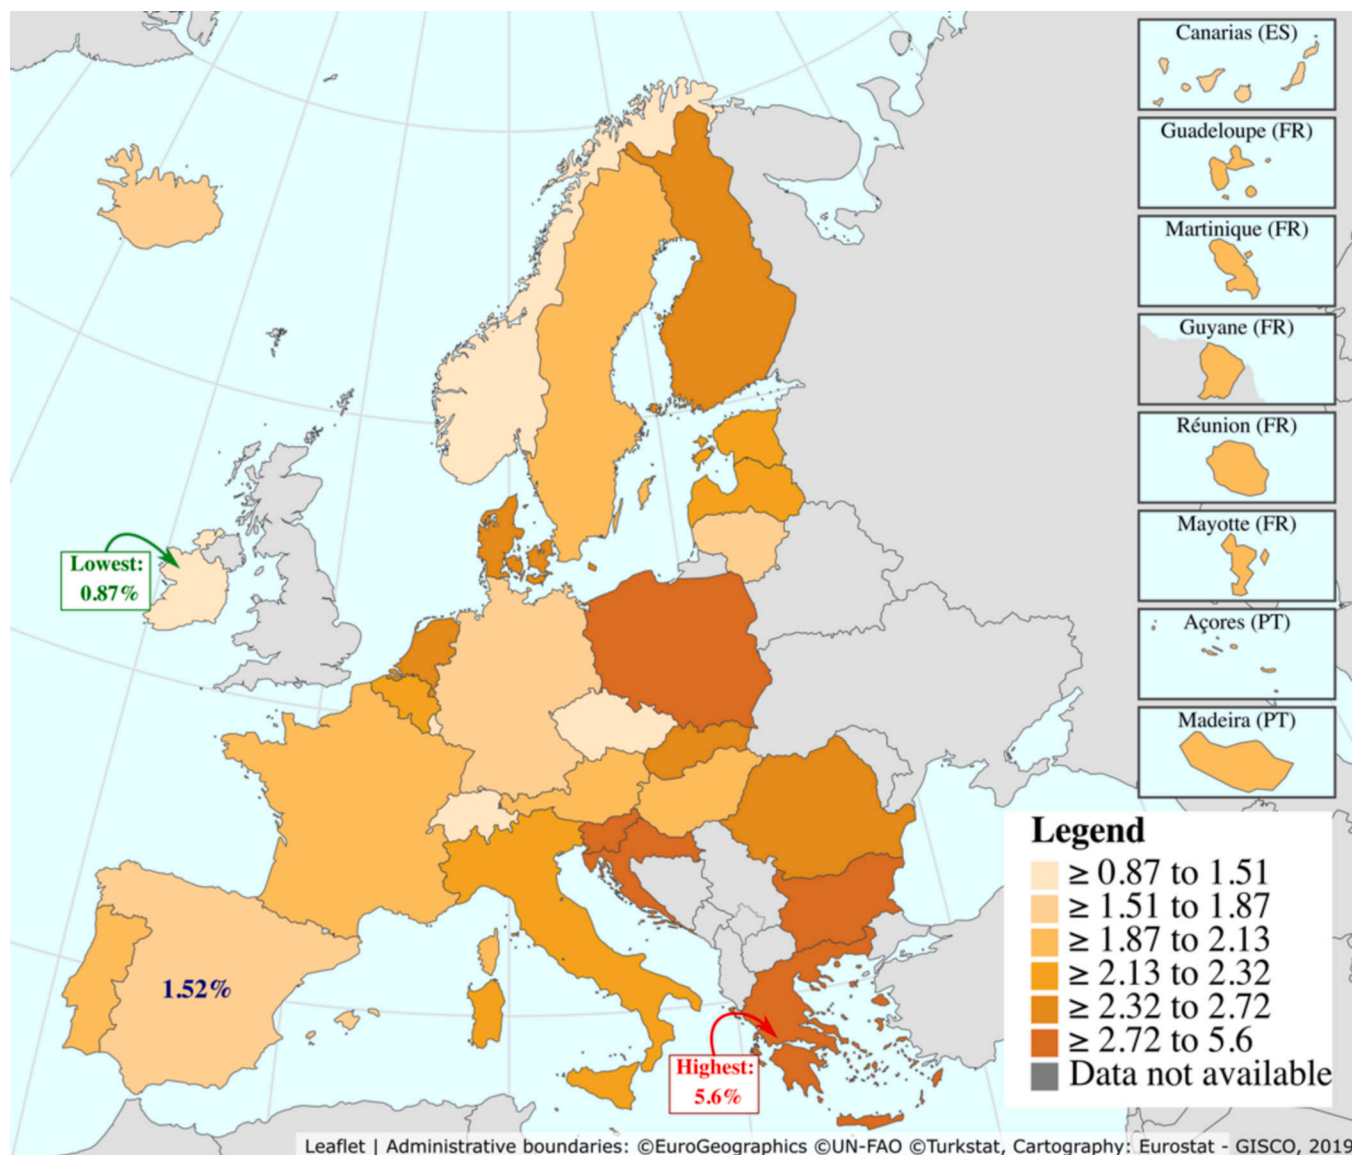 Canarias (ES)
Guadeloupe (FR)
Martinique (FR)
Guyane (FR)
Réunion (FR)
Mayotte (FR)
Açores (PT)
Madeira (PT)
Lowest:
0.87%
1.52%
Highest:
5.6%
Legend
≥ 0.87 to 1.51
≥ 1.51 to 1.87
≥ 1.87 to 2.13
≥ 2.13 to 2.32
≥ 2.32 to 2.72
≥ 2.72 to 5.6
Data not available
Leaflet | Administrative boundaries: ©EuroGeographics ©UN-FAO ©Turkstat, Cartography: Eurostat - GISCO, 2019